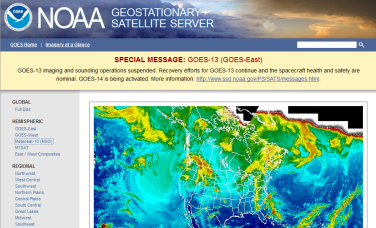 NOAA
GEOSTATIONARY
SATELLITE SERVER
GOES Home | Imagery at a Glance
SPECIAL MESSAGE: GOES-13 (GOES-East)
GOES-13 imaging and sounding operations suspended. Recovery efforts for GOES-13 continue and the spacecraft health and safety are
nominal. GOES-14 is being activated. More information: http://www.ssd.noaa.gov/PS/SATS/messages.html
GLOBAL
Full Disk
HEMISPHERIC
GOES-East
GOES-West
Meteosat-10 (MSG)
MTSAT
East / West Composites
REGIONAL
Northwest
West Central
Southwest
Northern Plains
Central Plains
South Central
Great Lakes
Midwest
Southeast